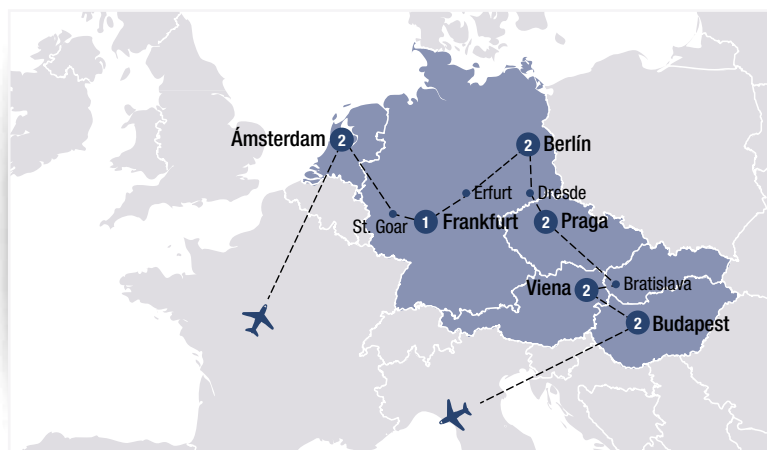 Ámsterdam 2
2 Berlín
Erfurt
Dresde
St. Goar
1 Frankfurt
2 Praga
Viena 2
Bratislava
2 Budapest